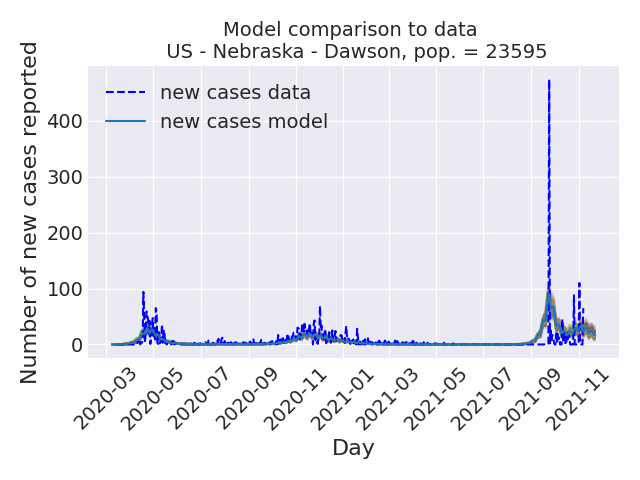 Model comparison to data
US - Nebraska - Dawson, pop. = 23595
Number of new cases reported
new cases data
new cases model
400
300
200
100
0
2020-03
2020-05
2020-07
2020-09
2020-11
2021-01
2021-03
2021-05
2021-07
2021-09
2021-11
Day